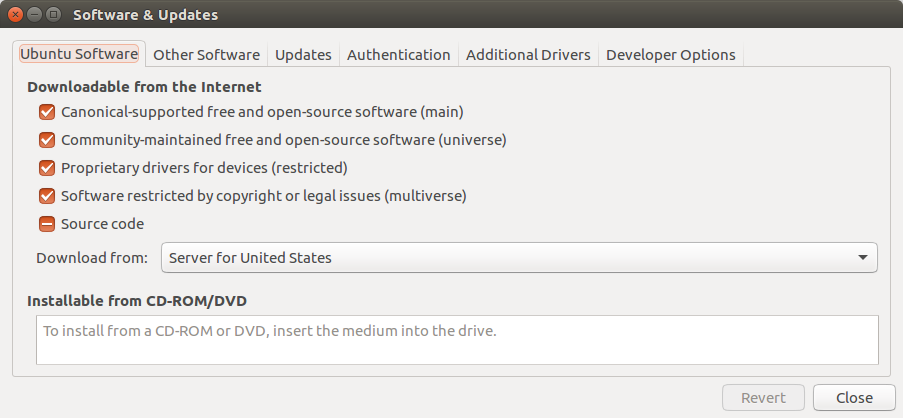 Software & Updates
Ubuntu Software Other Software Updates Authentication Additional Drivers Developer Options
Downloadable from the Internet
Canonical-supported free and open-source software (main)
Community-maintained free and open-source software (universe)
Proprietary drivers for devices (restricted)
Software restricted by copyright or legal issues (multiverse)
Source code
Download from: Server for United States
Installable from CD-ROM/DVD
To install from a CD-ROM or DVD, insert the medium into the drive.
Revert Close